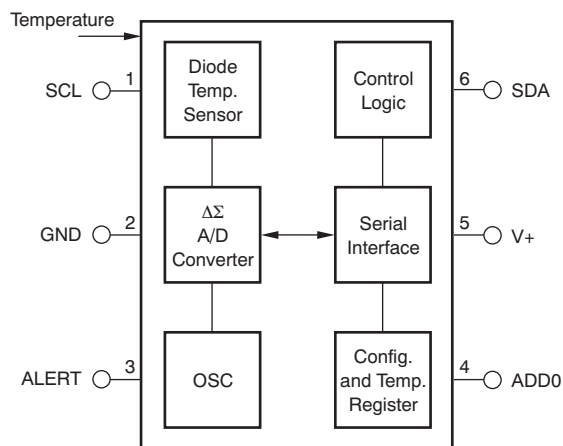 Temperature
SCL
1
Diode
Temp.
Sensor
Control
Logic
6
SDA
GND
2
ΔΣ
A/D
Converter
Serial
Interface
5
V+
ALERT
3
OSC
Config.
and Temp.
Register
4
ADD0